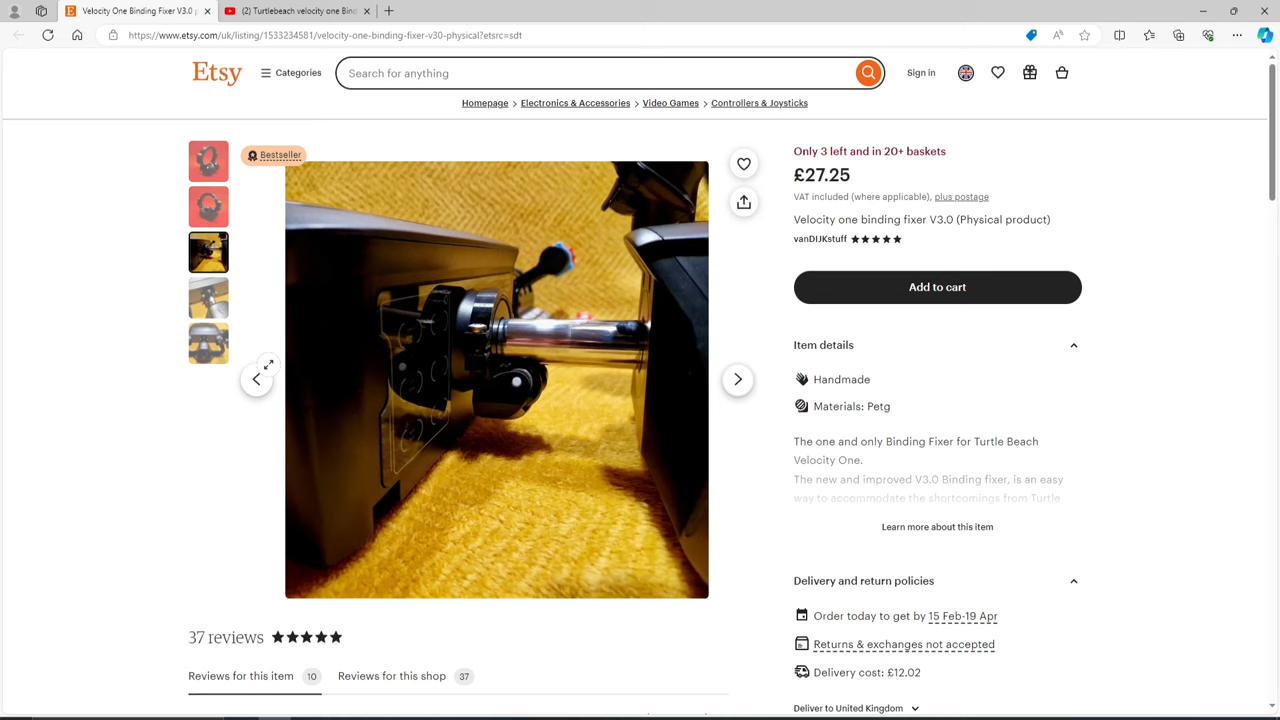 Velocity One Binding Fixer V3.0 p
(2) Turtlebeach velocity one Bind
https://www.etsy.com/uk/listing/1533234581/velocity-one-binding-fixer-v30-physical?etsrc=sdt
Etsy
Categories
Search for anything
Sign in
Homepage > Electronics & Accessories > Video Games > Controllers & Joysticks
Bestseller
Only 3 left and in 20+ baskets
£27.25
VAT included (where applicable), plus postage
Velocity one binding fixer V3.0 (Physical product)
vanDIJKstuff
Add to cart
Item details
Handmade
Materials: Petg
The one and only Binding Fixer for Turtle Beach
Velocity One.
The new and improved V3.0 Binding fixer, is an easy
way to accommodate the shortcomings from Turtle
Learn more about this item
Delivery and return policies
Order today to get by 15 Feb-19 Apr
Returns & exchanges not accepted
Delivery cost: £12.02
Deliver to United Kingdom
37 reviews
Reviews for this item 10
Reviews for this shop 37